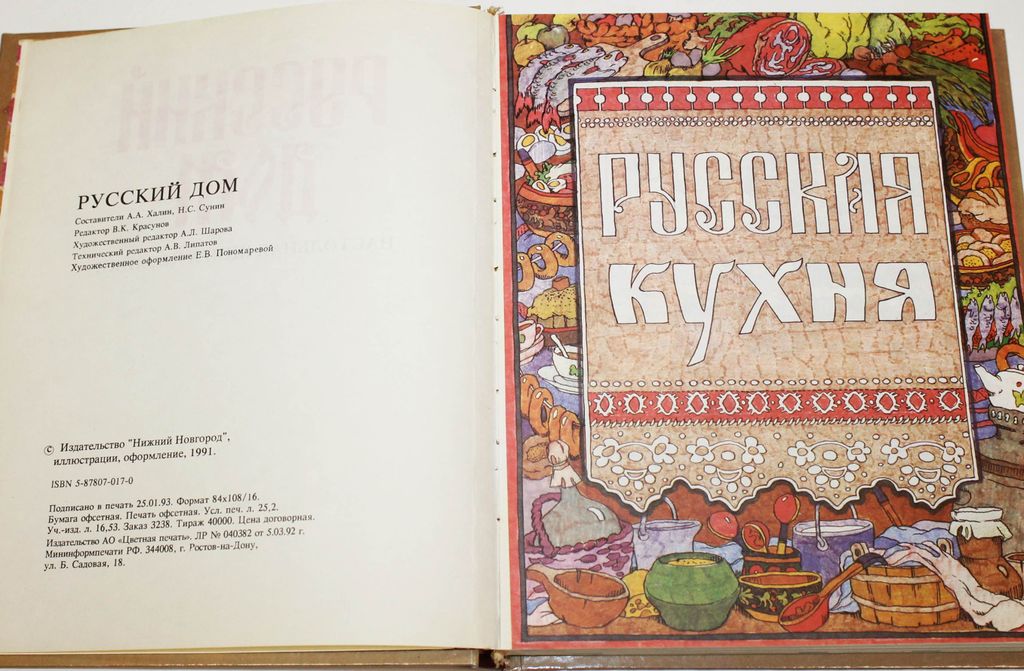 РУССКИЙ ДОМ
Составители А.А. Халин, Н.С. Сунин
Редактор В.К. Красунов
Художественный редактор А.Л. Шарова
Технический редактор А.В. Липатов
Художественное оформление Е.В. Пономаревой
© Издательство "Нижний Новгород",
иллюстрации, оформление, 1991.
ISBN 5-87807-017-0
Подписано в печать 25.01.93. Формат 84х108/16.
Бумага офсетная. Печать офсетная. Усл. печ. л. 25,2.
Уч.-изд. л. 16,53. Заказ 3238. Тираж 40000. Цена договорная.
Издательство АО «Цветная печать». ЛР № 040382 от 5.03.92 г.
Мининформпечати РФ. 344008, г. Ростов-на-Дону,
ул. Б. Садовая, 18.
РУССКАЯ
КУХНЯ